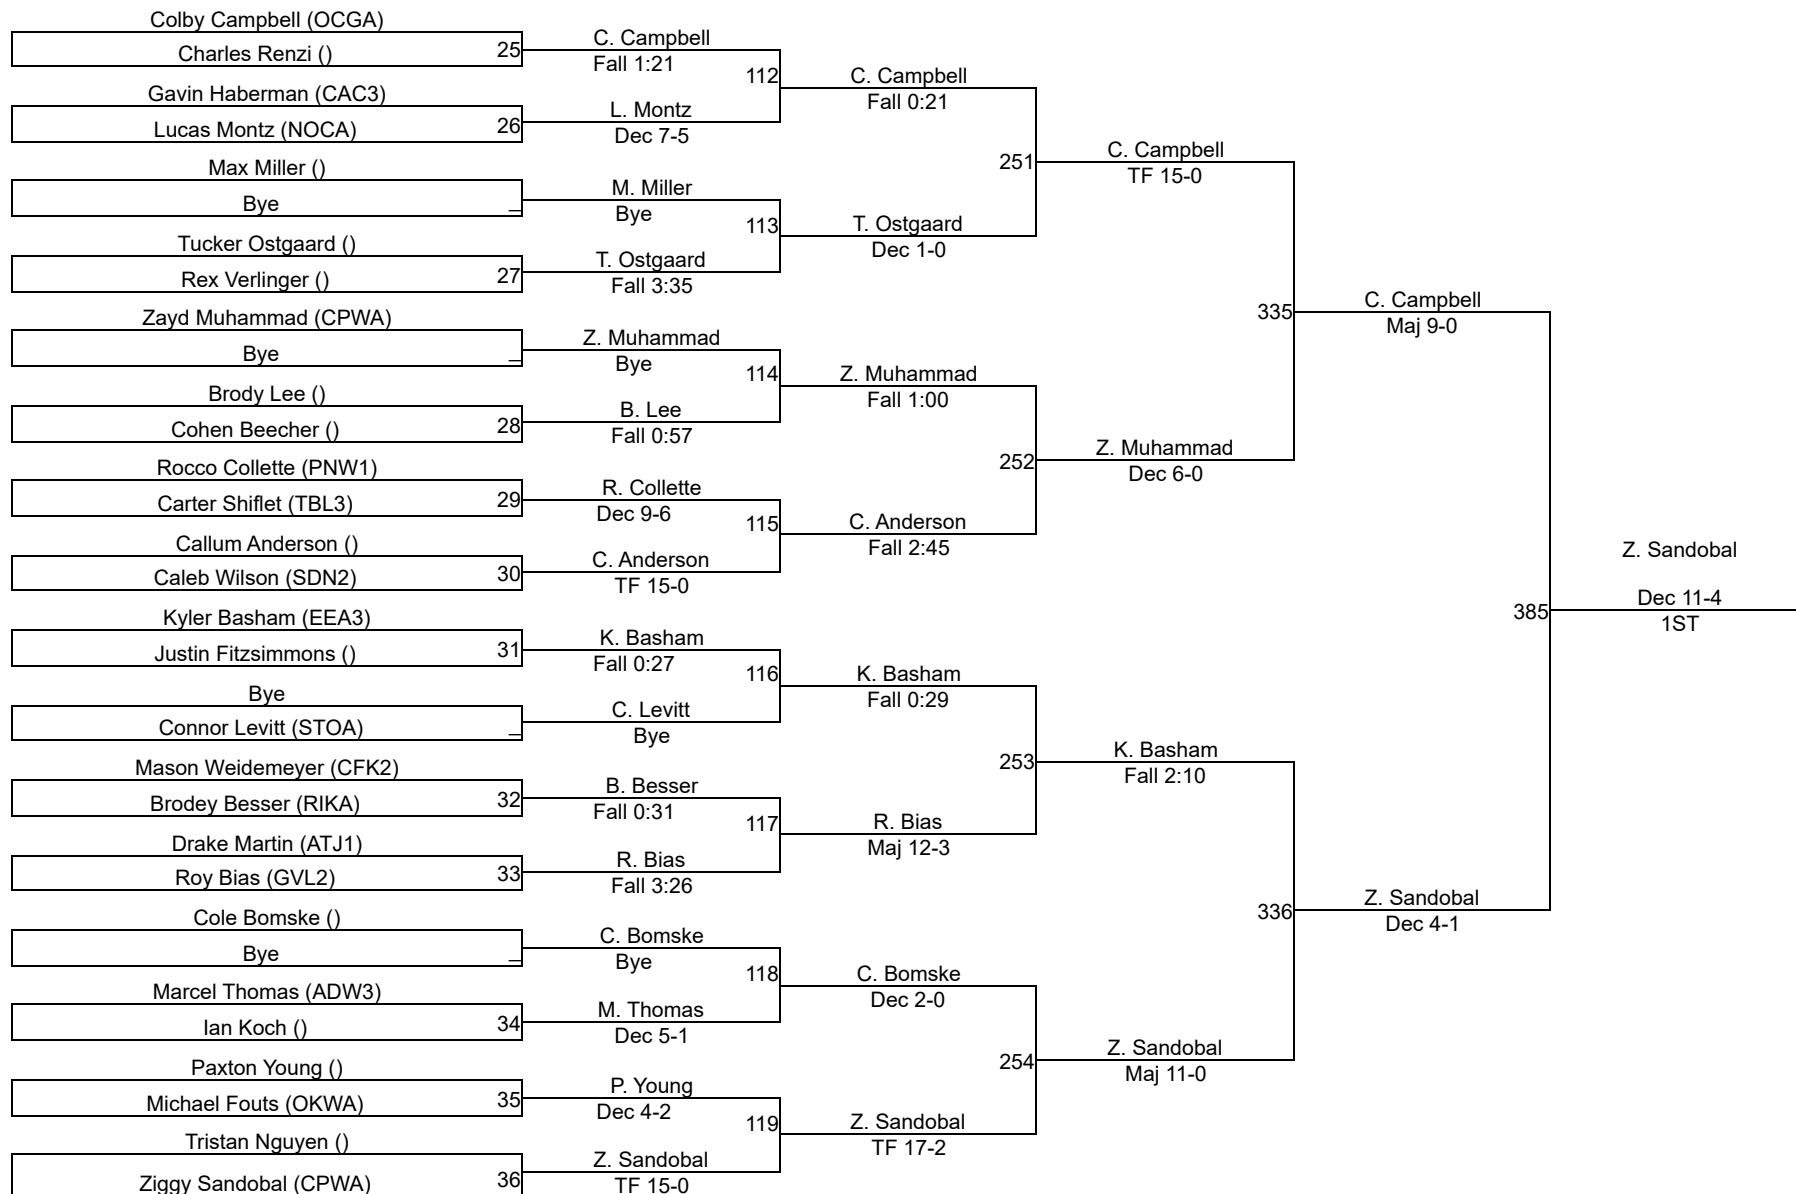 Colby Campbell (OCGA)
Charles Renzi ()
25
Gavin Haberman (CAC3)
Lucas Montz (NOCA)
26
Max Miller ()
Bye
_
Tucker Ostgaard ()
Rex Verlinger ()
27
Zayd Muhammad (CPWA)
Bye
_
Brody Lee ()
Cohen Beecher ()
28
Rocco Collette (PNW1)
Carter Shiflet (TBL3)
29
Callum Anderson ()
Caleb Wilson (SDN2)
30
Kyler Basham (EEA3)
Justin Fitzsimmons ()
31
Bye
Connor Levitt (STOA)
_
Mason Weidemeyer (CFK2)
Brodey Besser (RIKA)
32
Drake Martin (ATJ1)
Roy Bias (GVL2)
33
Cole Bomske ()
Bye
_
Marcel Thomas (ADW3)
Ian Koch ()
34
Paxton Young ()
Michael Fouts (OKWA)
35
Tristan Nguyen ()
Ziggy Sandobal (CPWA)
36
C. Campbell
Fall 1:21
112
L. Montz
Dec 7-5
M. Miller
Bye
113
T. Ostgaard
Fall 3:35
Z. Muhammad
Bye
114
B. Lee
Fall 0:57
R. Collette
Dec 9-6
115
C. Anderson
TF 15-0
K. Basham
Fall 0:27
116
C. Levitt
Bye
B. Besser
Fall 0:31
117
R. Bias
Fall 3:26
C. Bomske
Bye
118
M. Thomas
Dec 5-1
P. Young
Dec 4-2
119
Z. Sandobal
TF 15-0
C. Campbell
Fall 0:21
251
T. Ostgaard
Dec 1-0
Z. Muhammad
Fall 1:00
252
C. Anderson
Fall 2:45
K. Basham
Fall 0:29
253
R. Bias
Maj 12-3
C. Bomske
Dec 2-0
254
Z. Sandobal
TF 17-2
C. Campbell
TF 15-0
335
Z. Muhammad
Dec 6-0
K. Basham
Fall 2:10
336
Z. Sandobal
Maj 11-0
C. Campbell
Maj 9-0
385
Z. Sandobal
Dec 4-1
Z. Sandobal
Dec 11-4
1ST